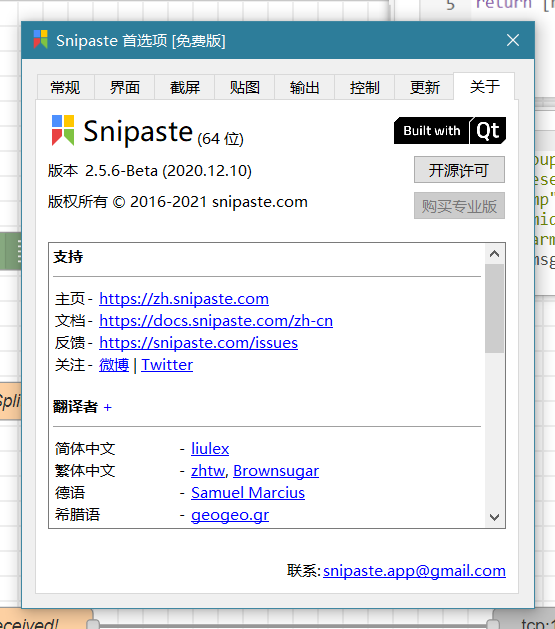 5 return [
Snipaste 首选项 [免费版]
常规 界面 截屏 贴图 输出 控制 更新 关于
Snipaste (64 位)
Built with Qt
版本 2.5.6-Beta (2020.12.10)
开源许可
版权所有 © 2016-2021 snipaste.com
购买专业版
支持
主页 - https://zh.snipaste.com
文档 - https://docs.snipaste.com/zh-cn
反馈 - https://snipaste.com/issues
关注 - 微博 | Twitter
翻译者 +
简体中文 - liulex
繁体中文 - zhtw, Brownsugar
德语 - Samuel Marcius
希腊语 - geogeo.gr
联系: snipaste.app@gmail.com